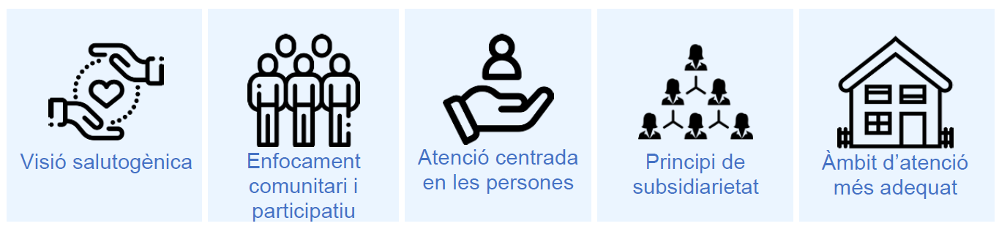 Visió salutogènica
Enfocament
comunitari i
participatiu
Atenció centrada
en les persones
Principi de
subsidiarietat
Àmbit d’atenció
més adequat